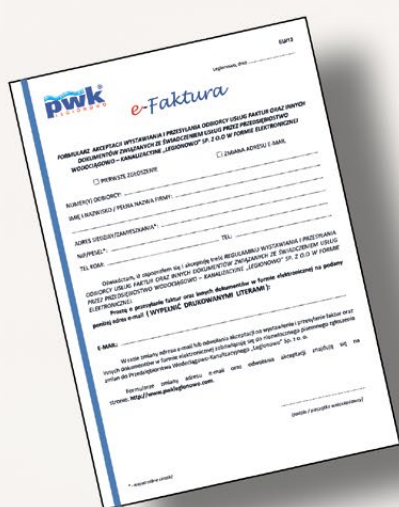 EU/12
Legionowo, dnia
pwk
LEGIONOWO
e-Faktura
FORMULARZ AKCEPTACJI WYSTAWIANIA I PRZESYŁANIA ODBIORCY USŁUG FAKTUR ORAZ INNYCH
DOKUMENTÓW ZWIĄZANYCH ZE ŚWIADCZENIEM USŁUG PRZEZ PRZEDSIĘBIORSTWO
WODOCIĄGOWO – KANALIZACYJNE „LEGIONOWO" SP. Z O.O W FORMIE ELEKTRONICZNEJ
PIERWSZE ZGŁOSZENIE
ZMIANA ADRESU E-MAIL
NUMER(Y) ODBIORCY:
IMIĘ I NAZWISKO / PEŁNA NAZWA FIRMY:
ADRES SIEDZIBY/ZAMIESZKANIA*:
NIP/PESEL*:
TEL:
TEL KOM:
Oświadczam, iż zapoznałem się i akceptuję treść REGULAMINU WYSTAWIANIA I PRZESYŁANIA
ODBIORCY USŁUG FAKTUR ORAZ INNYCH DOKUMENTÓW ZWIĄZANYCH ZE ŚWIADCZENIEM USŁUG
PRZEZ PRZEDSIĘBIORSTWO WODOCIĄGOWO – KANALIZACYJNE „LEGIONOWO" SP. Z O.O W FORMIE
ELEKTRONICZNEJ.
Proszę o przesyłanie faktur oraz innych dokumentów w formie elektronicznej na podany
poniżej adres e-mail ( WYPEŁNIĆ DRUKOWANYMI LITERAMI ):
E-MAIL:
W razie zmiany adresu e-mail lub odwołania akceptacji na wystawianie i przesyłanie faktur oraz
innych dokumentów w formie elektronicznej zobowiązuję się do niezwłocznego pisemnego zgłoszenia
zmian do Przedsiębiorstwa Wodociągowo-Kanalizacyjnego „Legionowo" Sp. z o. o.
Formularze zmiany adresu e-mail oraz odwołania akceptacji znajdują się na
stronie: http://www.pwklegionowo.com.